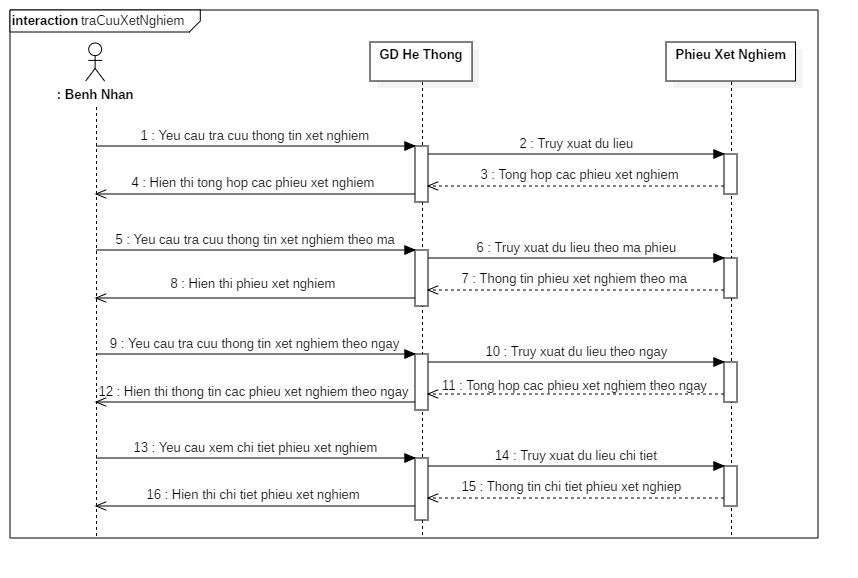 interaction traCuuXetNghiem
GD He Thong
Phieu Xet Nghiem
: Benh Nhan
1 : Yeu cau tra cuu thong tin xet nghiem
2 : Truy xuat du lieu
3 : Tong hop cac phieu xet nghiem
4 : Hien thi tong hop cac phieu xet nghiem
5 : Yeu cau tra cuu thong tin xet nghiem theo ma
6 : Truy xuat du lieu theo ma phieu
7 : Thong tin phieu xet nghiem theo ma
8 : Hien thi phieu xet nghiem
9 : Yeu cau tra cuu thong tin xet nghiem theo ngay
10 : Truy xuat du lieu theo ngay
11 : Tong hop cac phieu xet nghiem theo ngay
12 : Hien thi thong tin cac phieu xet nghiem theo ngay
13 : Yeu cau xem chi tiet phieu xet nghiem
14 : Truy xuat du lieu chi tiet
15 : Thong tin chi tiet phieu xet nghiep
16 : Hien thi chi tiet phieu xet nghiem